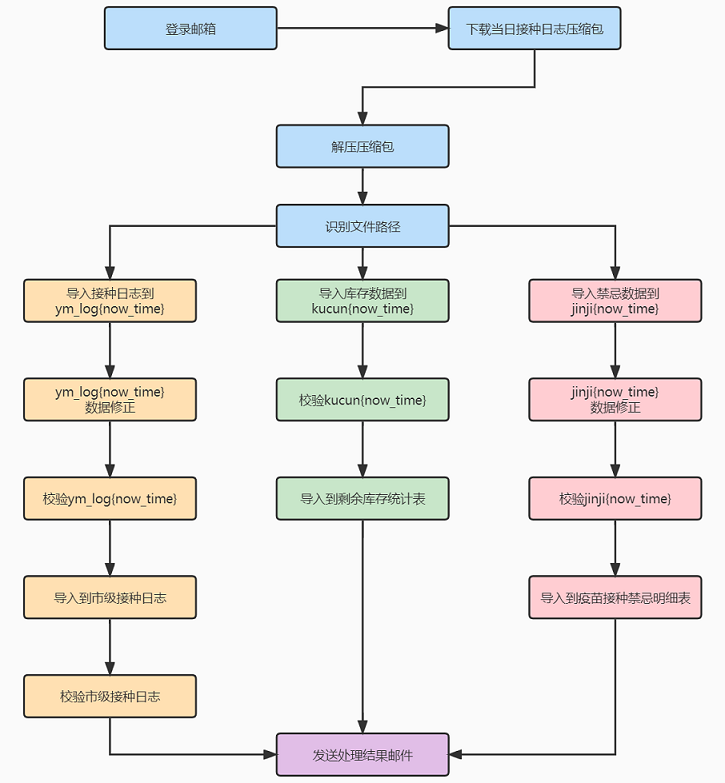 登录邮箱
下载当日接种日志压缩包
解压压缩包
识别文件路径
导入接种日志到
ym_log{now_time}
导入库存数据到
kucun{now_time}
导入禁忌数据到
jinji{now_time}
ym_log{now_time}
数据修正
校验kucun{now_time}
jinji{now_time}
数据修正
校验ym_log{now_time}
导入到剩余库存统计表
校验jinji{now_time}
导入到市级接种日志
导入到疫苗接种禁忌明细表
校验市级接种日志
发送处理结果邮件